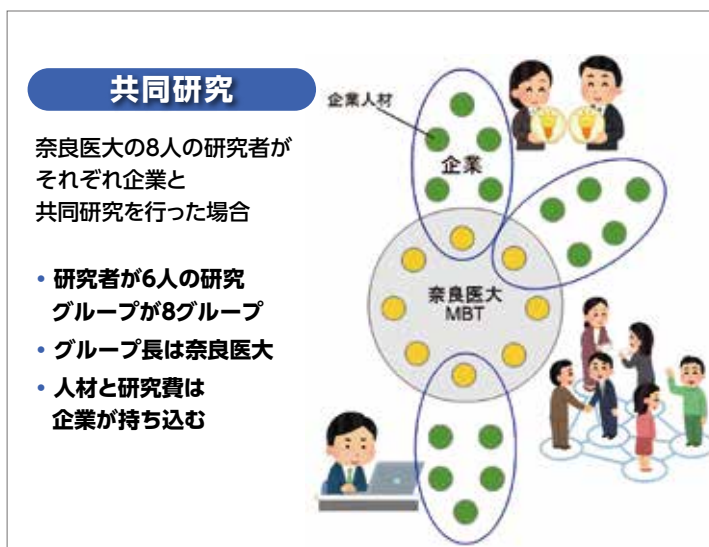 共同研究
奈良医大の8人の研究者が
それぞれ企業と
共同研究を行った場合
• 研究者が6人の研究
グループが8グループ
• グループ長は奈良医大
• 人材と研究費は
企業が持ち込む
企業人材
企業
奈良医大
MBT